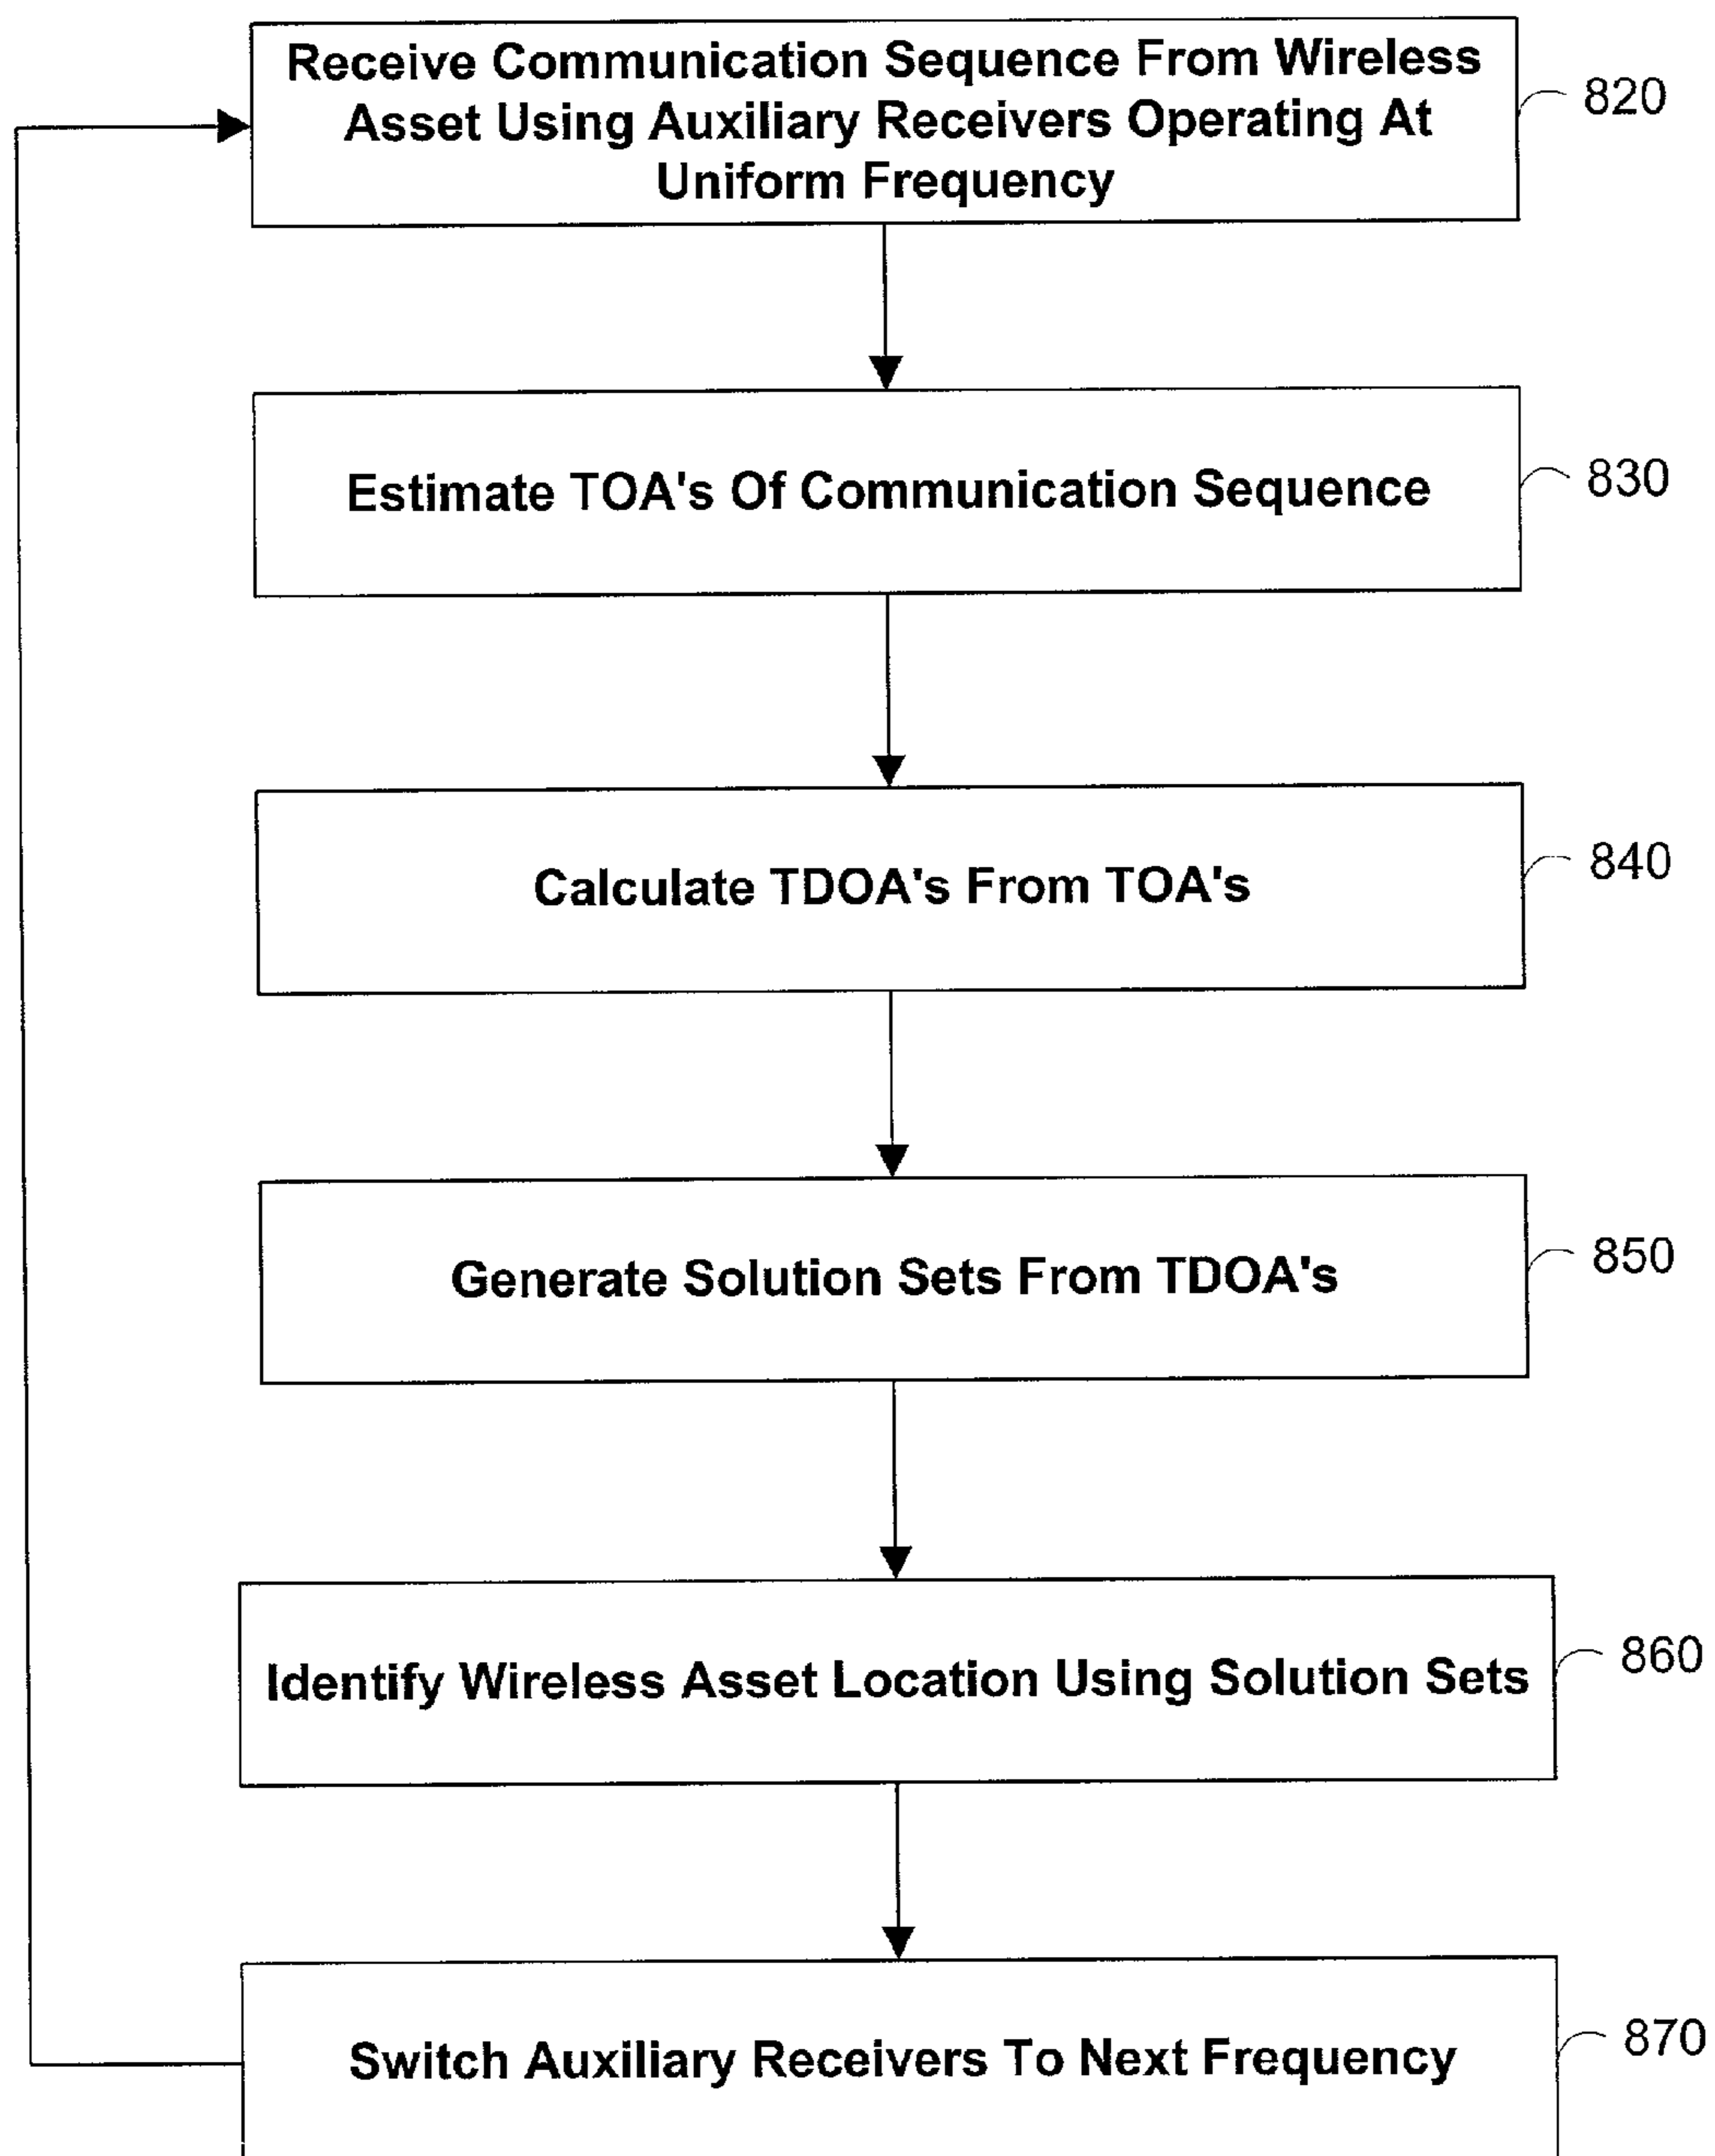 Receive Communication Sequence From Wireless
Asset Using Auxiliary Receivers Operating At
Uniform Frequency
820
Estimate TOA's Of Communication Sequence
830
Calculate TDOA's From TOA's
840
Generate Solution Sets From TDOA's
850
Identify Wireless Asset Location Using Solution Sets
860
Switch Auxiliary Receivers To Next Frequency
870